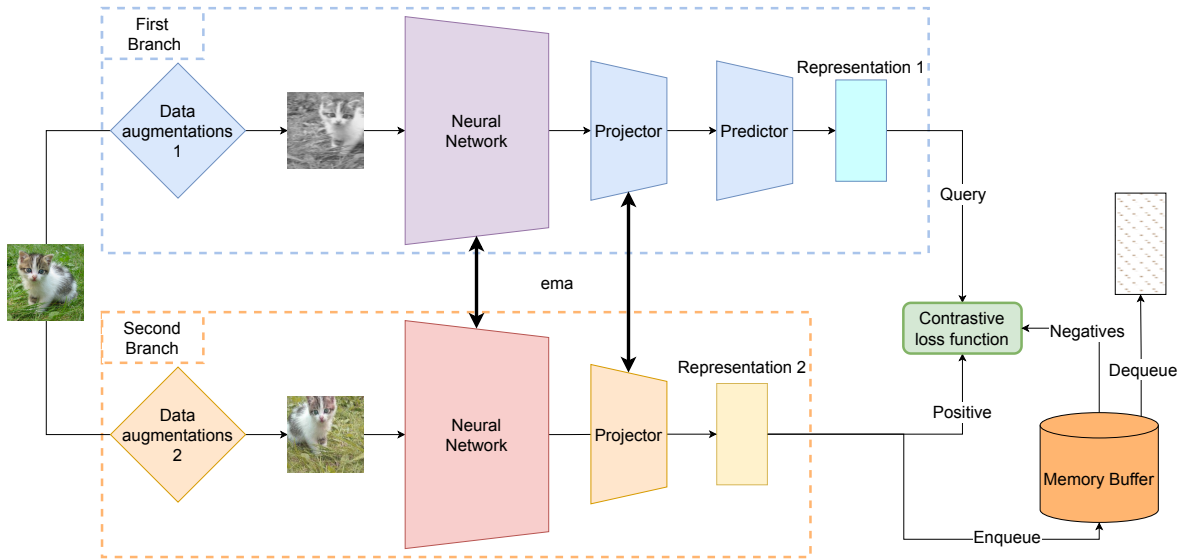 First
Branch
Data
augmentations
1
Neural
Network
Projector
Predictor
Representation 1
Query
ema
Second
Branch
Data
augmentations
2
Neural
Network
Projector
Representation 2
Contrastive
loss function
Negatives
Dequeue
Positive
Memory Buffer
Enqueue